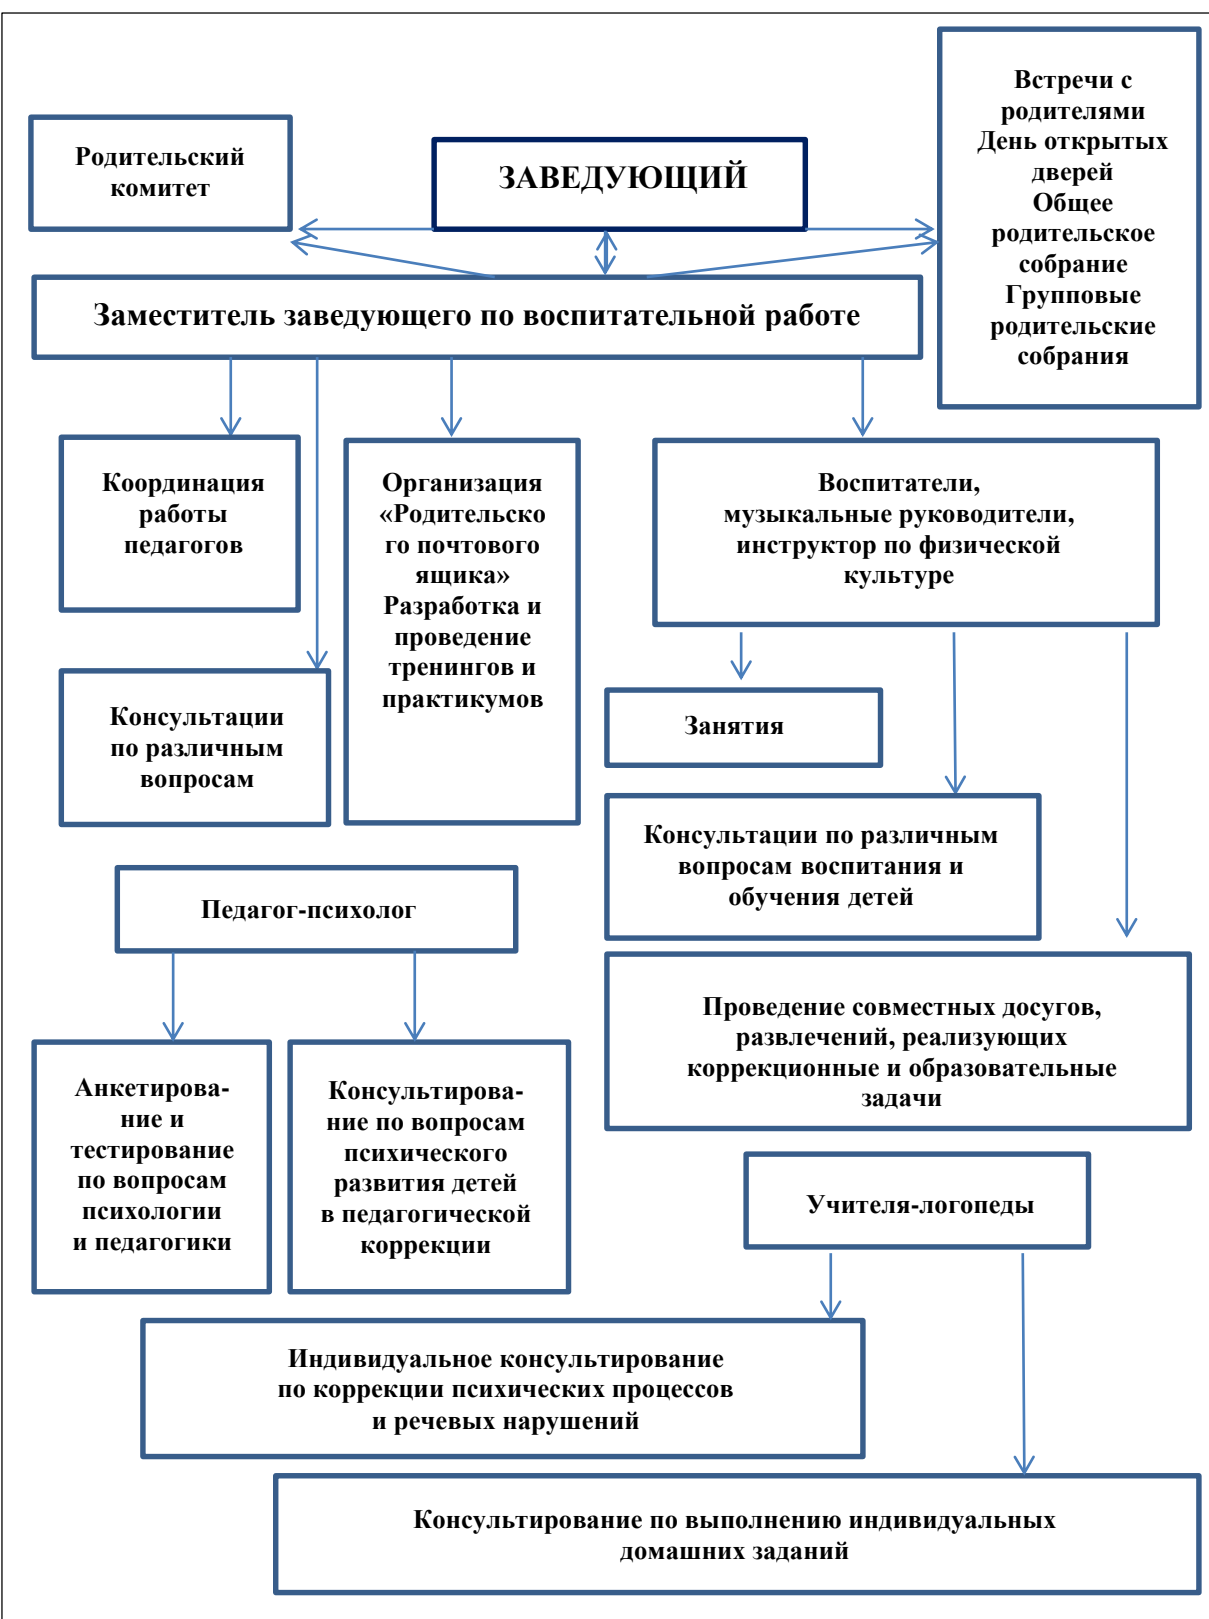 Родительский
комитет
ЗАВЕДУЮЩИЙ
Встречи с
родителями
День открытых
дверей
Общее
родительское
собрание
Групповые
родительские
собрания
Заместитель заведующего по воспитательной работе
Координация
работы
педагогов
Организация
«Родительско
го почтового
ящика»
Разработка и
проведение
тренингов и
практикумов
Воспитатели,
музыкальные руководители,
инструктор по физической
культуре
Консультации
по различным
вопросам
Занятия
Консультации по различным
вопросам воспитания и
обучения детей
Педагог-психолог
Проведение совместных досугов,
развлечений, реализующих
коррекционные и образовательные
задачи
Анкетирова-
ние и
тестирование
по вопросам
психологии
и педагогики
Консультирова-
ние по вопросам
психического
развития детей
в педагогической
коррекции
Учителя-логопеды
Индивидуальное консультирование
по коррекции психических процессов
и речевых нарушений
Консультирование по выполнению индивидуальных
домашних заданий